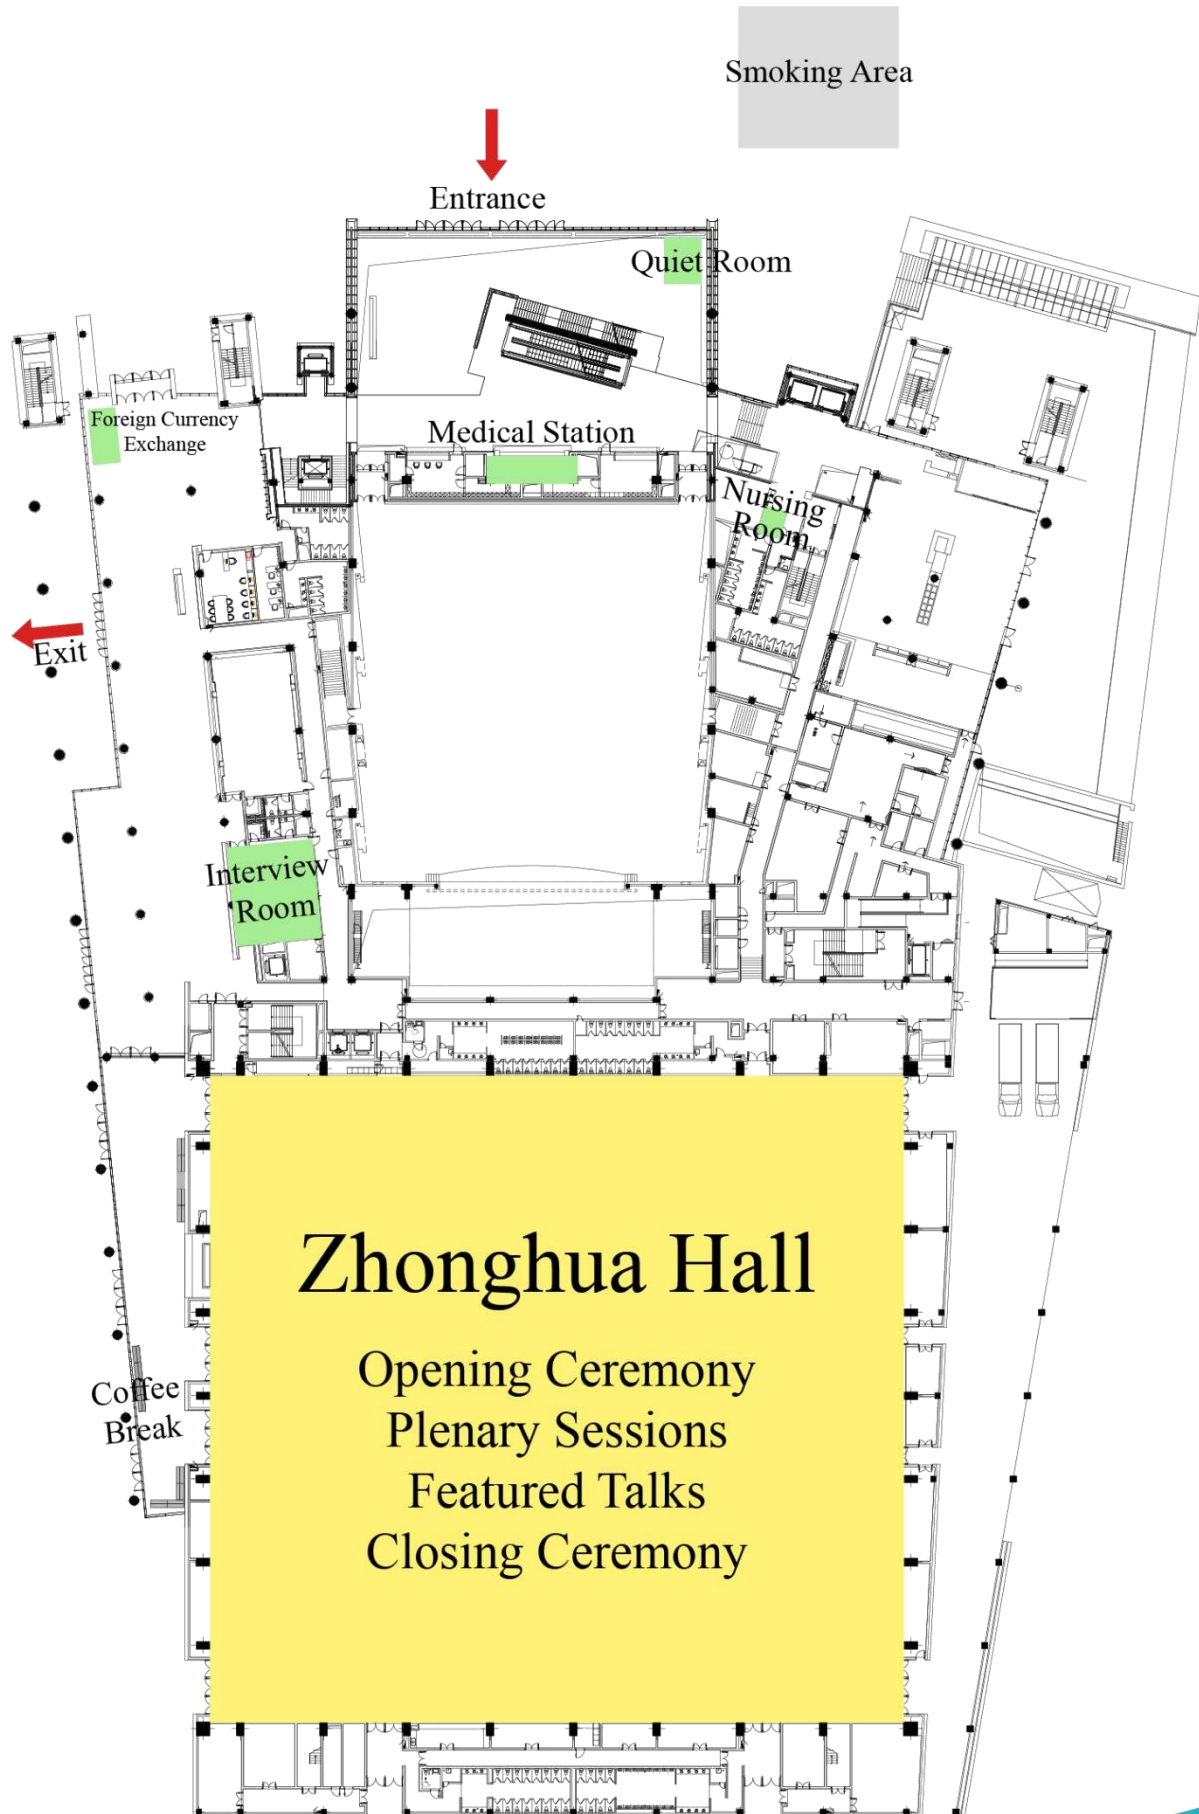 Smoking Area
Entrance
Quiet Room
Foreign Currency
Exchange
Medical Station
Nursing
Room
Exit
Interview
Room
Zhonghua Hall
Opening Ceremony
Plenary Sessions
Featured Talks
Closing Ceremony
Coffee
Break